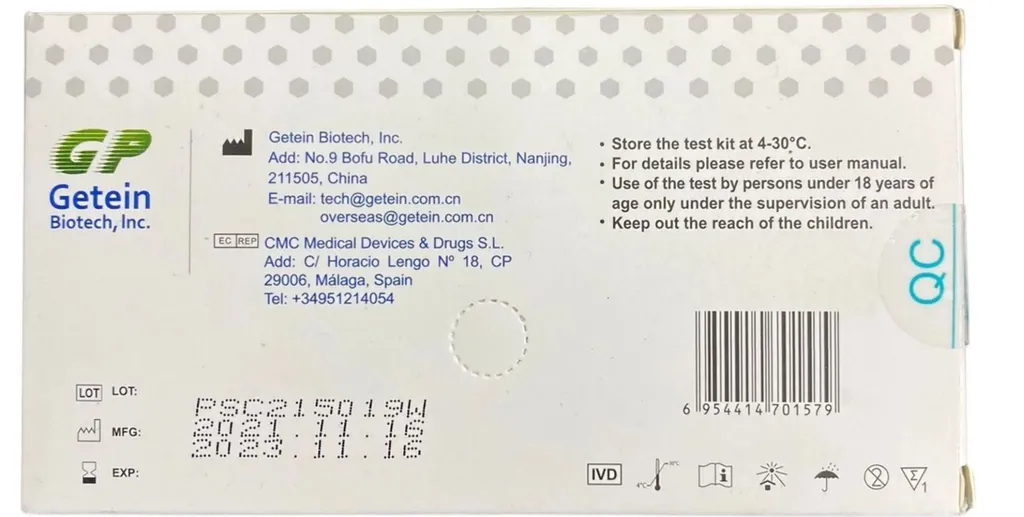 GP
Getein
Biotech, Inc.
Getein Biotech, Inc.
Add: No.9 Bofu Road, Luhe District, Nanjing,
211505, China
E-mail: tech@getein.com.cn
overseas@getein.com.cn
EC REP CMC Medical Devices & Drugs S.L.
Add: C/ Horacio Lengo Nº 18, CP
29006, Málaga, Spain
Tel: +34951214054
• Store the test kit at 4-30°C.
• For details please refer to user manual.
• Use of the test by persons under 18 years of
age only under the supervision of an adult.
• Keep out the reach of the children.
QC
LOT LOT:
MFG:
EXP:
PSC215019W
2021.11.16
2023.11.16
6 954414 701579
IVD
4°C
30°C
i
2
Σ
1